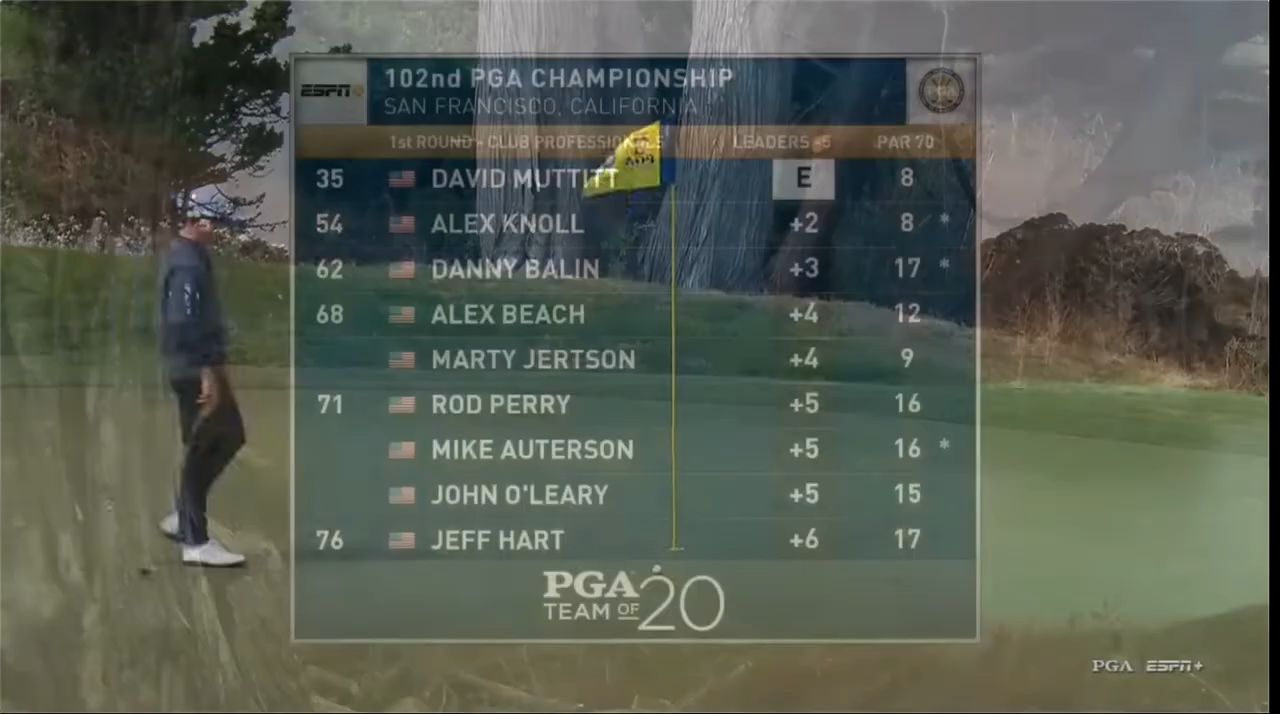 ESPN+
102nd PGA CHAMPIONSHIP
SAN FRANCISCO, CALIFORNIA
1st ROUND - CLUB PROFESSIONALS LEADERS -5 PAR 70
35 DAVID MUTTITT E 8
54 ALEX KNOLL +2 8 *
62 DANNY BALIN +3 17 *
68 ALEX BEACH +4 12
MARTY JERTSON +4 9
71 ROD PERRY +5 16
MIKE AUTERSON +5 16 *
JOHN O'LEARY +5 15
76 JEFF HART +6 17
PGA
TEAM OF 20
PGA ESPN+